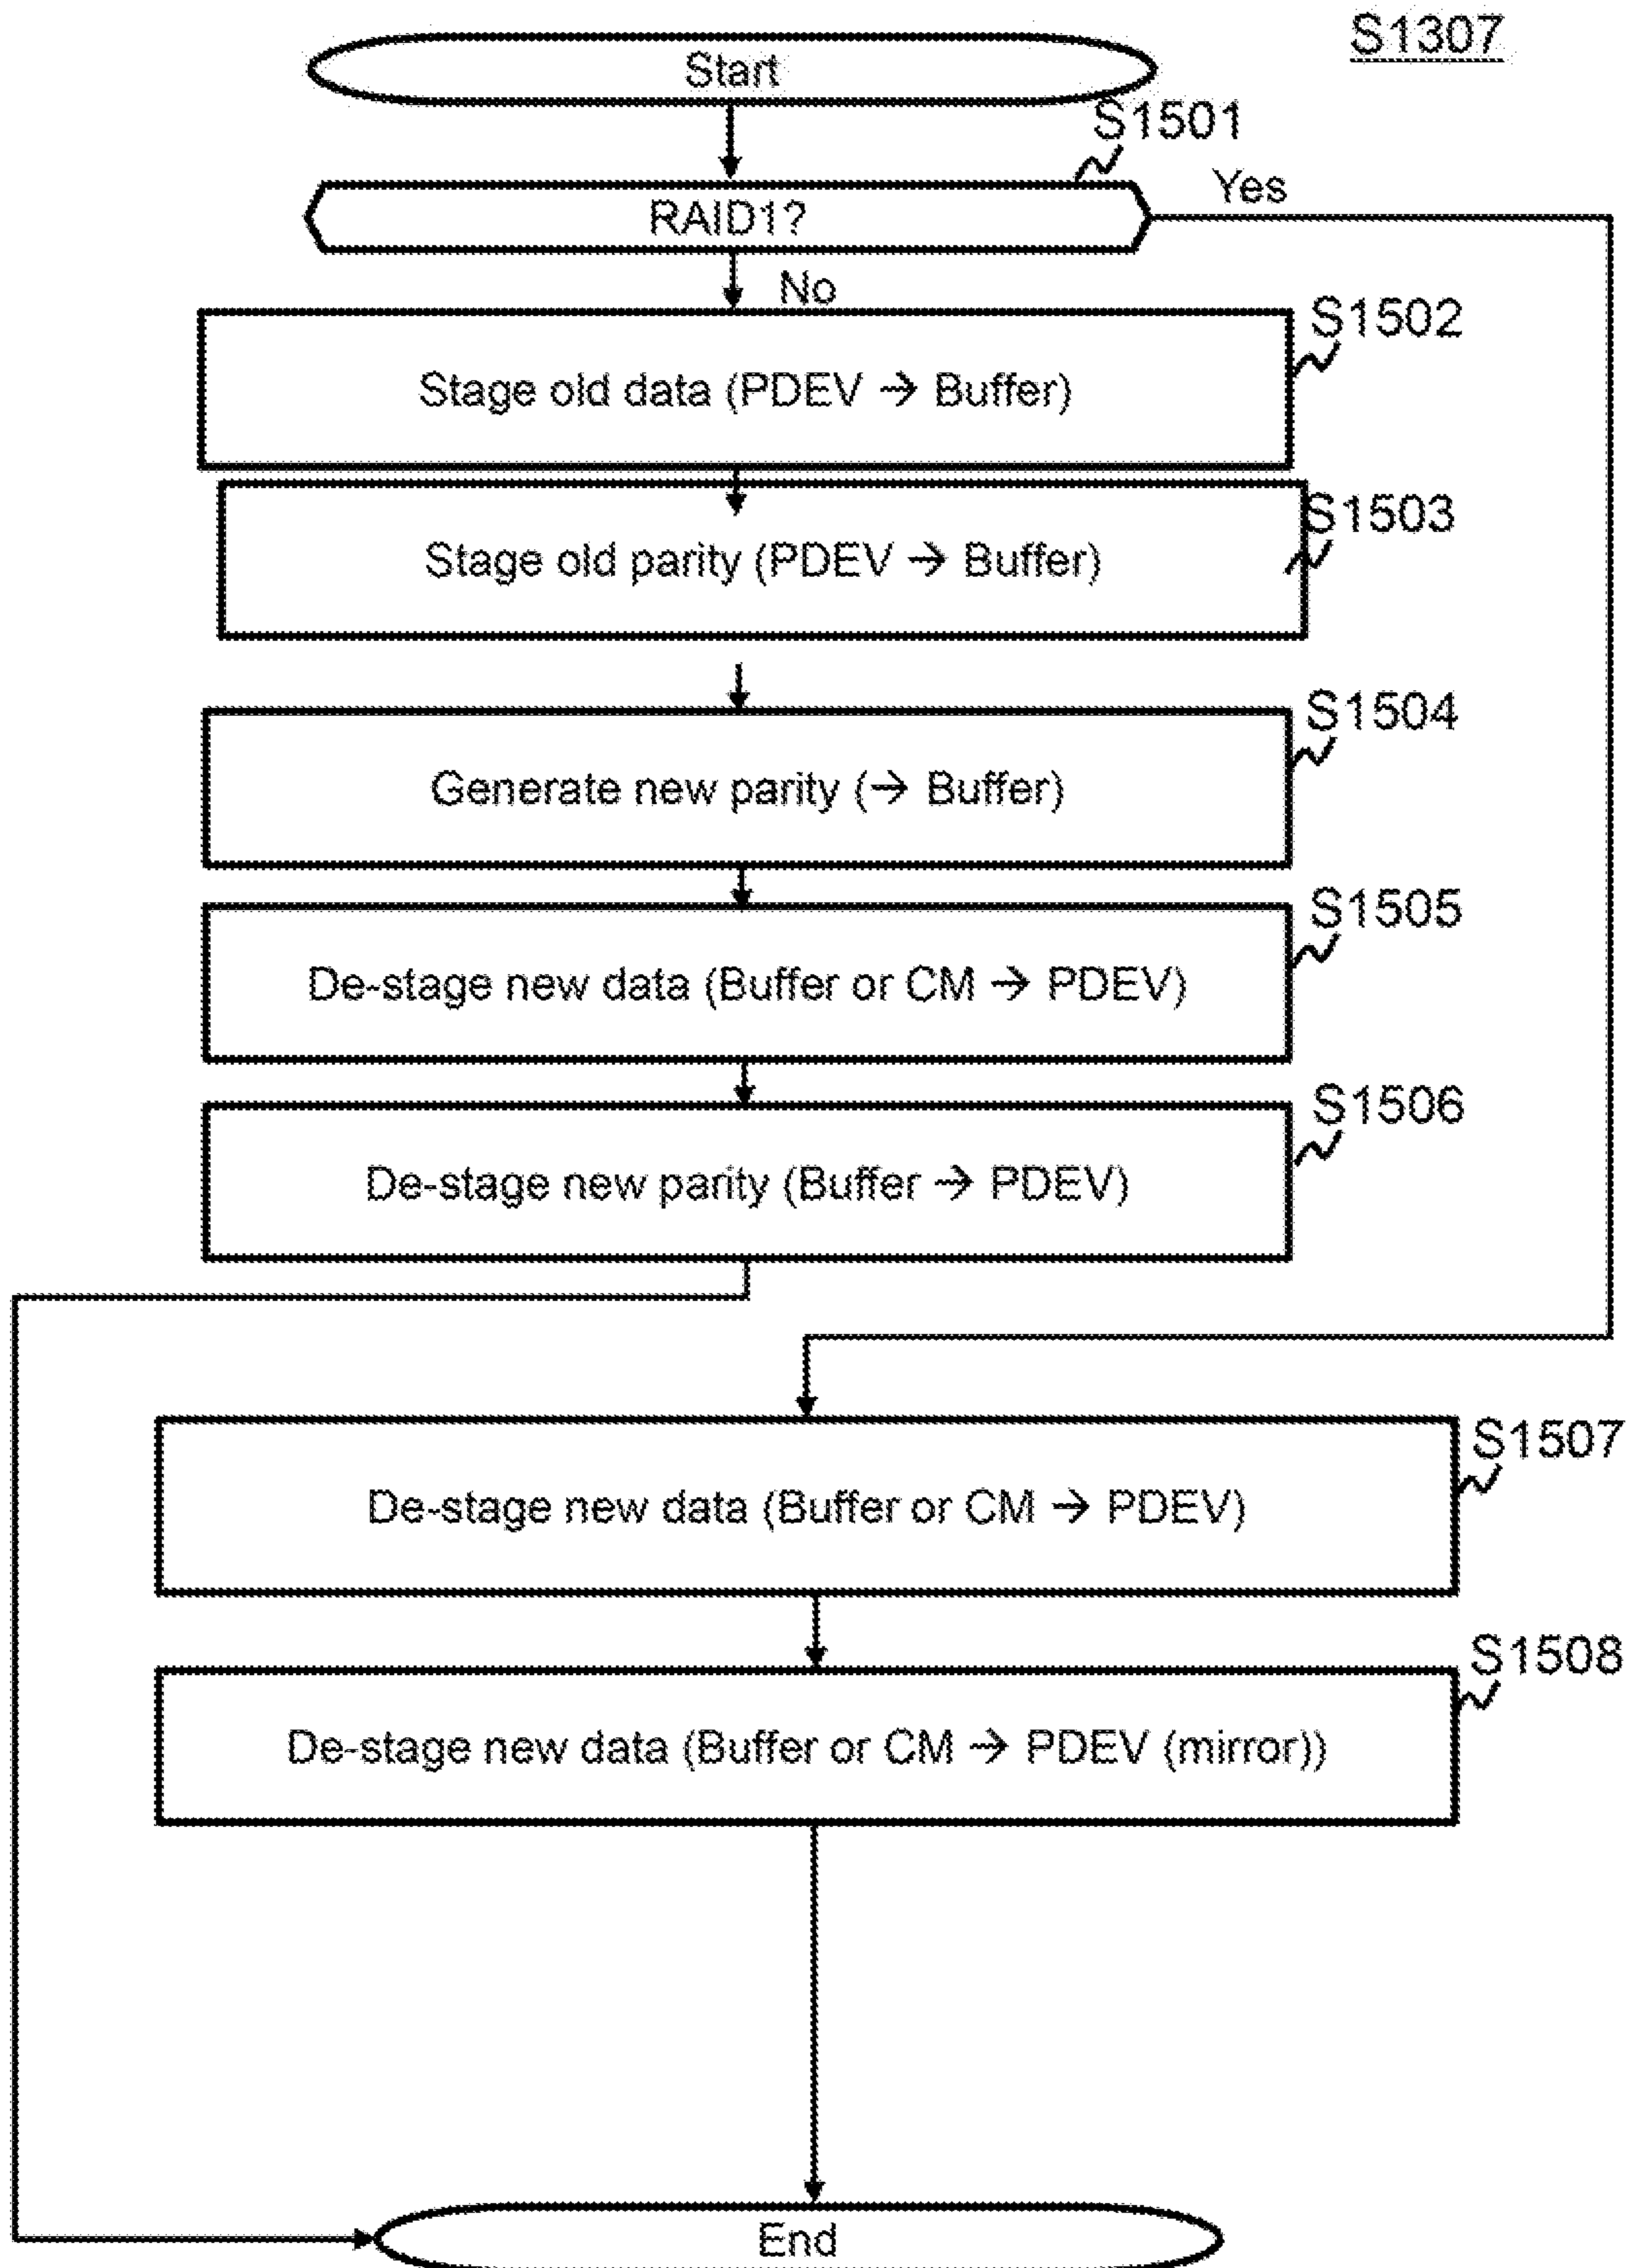 S1307
Start
S1501
RAID1?
Yes
No
S1502
Stage old data (PDEV → Buffer)
S1503
Stage old parity (PDEV → Buffer)
S1504
Generate new parity (→ Buffer)
S1505
De-stage new data (Buffer or CM → PDEV)
S1506
De-stage new parity (Buffer → PDEV)
S1507
De-stage new data (Buffer or CM → PDEV)
S1508
De-stage new data (Buffer or CM → PDEV (mirror))
End